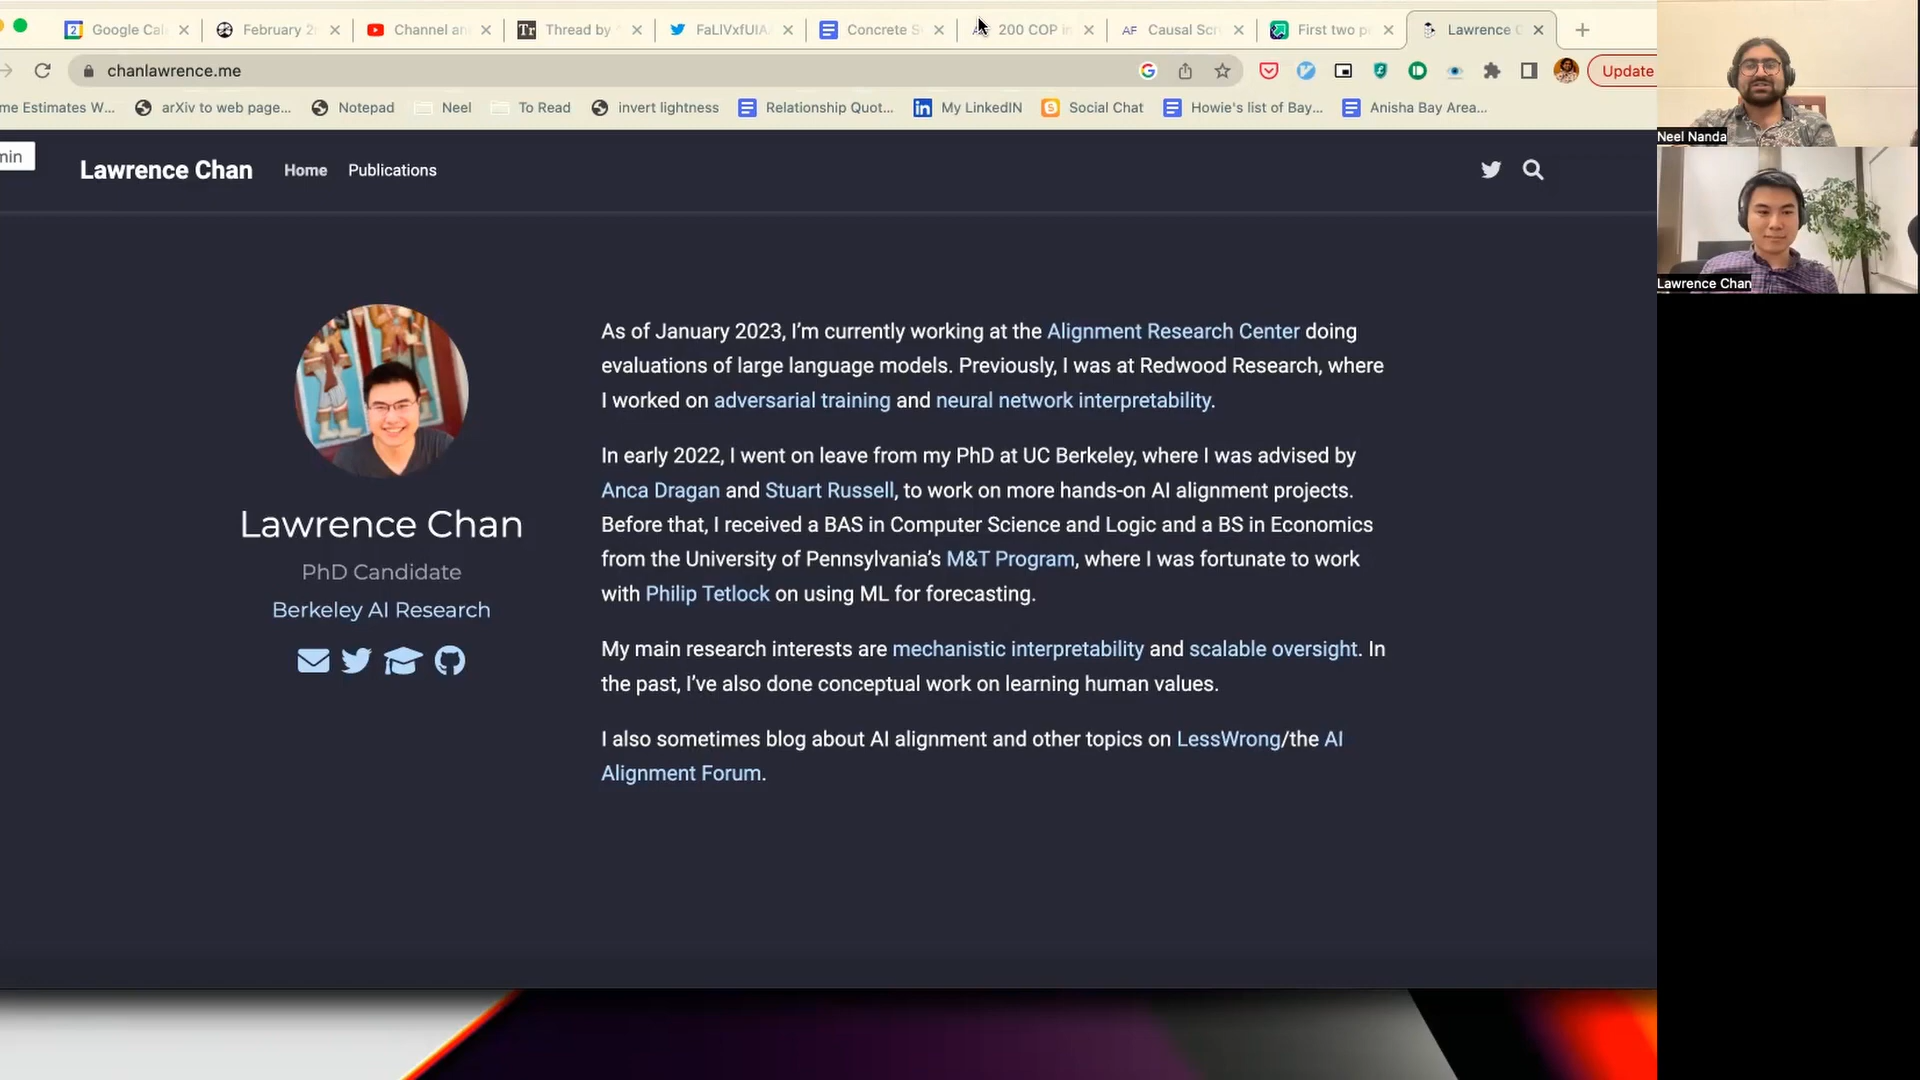 Google Cal
February 2
Channel an
Tr
Thread by
FaLlVxfUIA
Concrete S
200 COP in
AF
Causal Scr
First two p
Lawrence C
chanlawrence.me
Update
me Estimates W...
arXiv to web page...
Notepad
Neel
To Read
invert lightness
Relationship Quot...
in
My LinkedIn
Social Chat
Howie's list of Bay...
Anisha Bay Area...
min
Lawrence Chan
Home
Publications
Lawrence Chan
PhD Candidate
Berkeley AI Research
As of January 2023, I'm currently working at the Alignment Research Center doing
evaluations of large language models. Previously, I was at Redwood Research, where
I worked on adversarial training and neural network interpretability.
In early 2022, I went on leave from my PhD at UC Berkeley, where I was advised by
Anca Dragan and Stuart Russell, to work on more hands-on AI alignment projects.
Before that, I received a BAS in Computer Science and Logic and a BS in Economics
from the University of Pennsylvania's M&T Program, where I was fortunate to work
with Philip Tetlock on using ML for forecasting.
My main research interests are mechanistic interpretability and scalable oversight. In
the past, I've also done conceptual work on learning human values.
I also sometimes blog about AI alignment and other topics on LessWrong/the AI
Alignment Forum.
Neel Nanda
Lawrence Chan